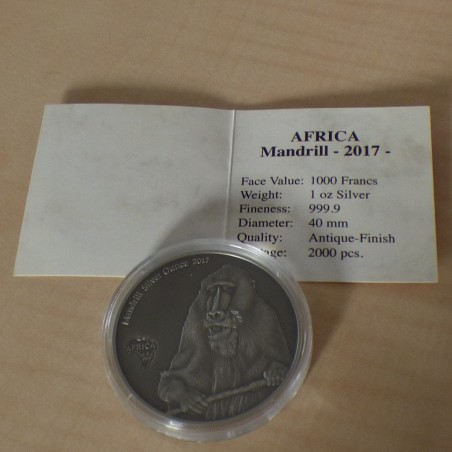 AFRICA
Mandrill - 2017 -
Face Value: 1000 Francs
Weight: 1 oz Silver
Fineness: 999.9
Diameter: 40 mm
Quality: Antique-Finish
2000 pcs.
Mandrill Silver Ounce 2017
AFRICA